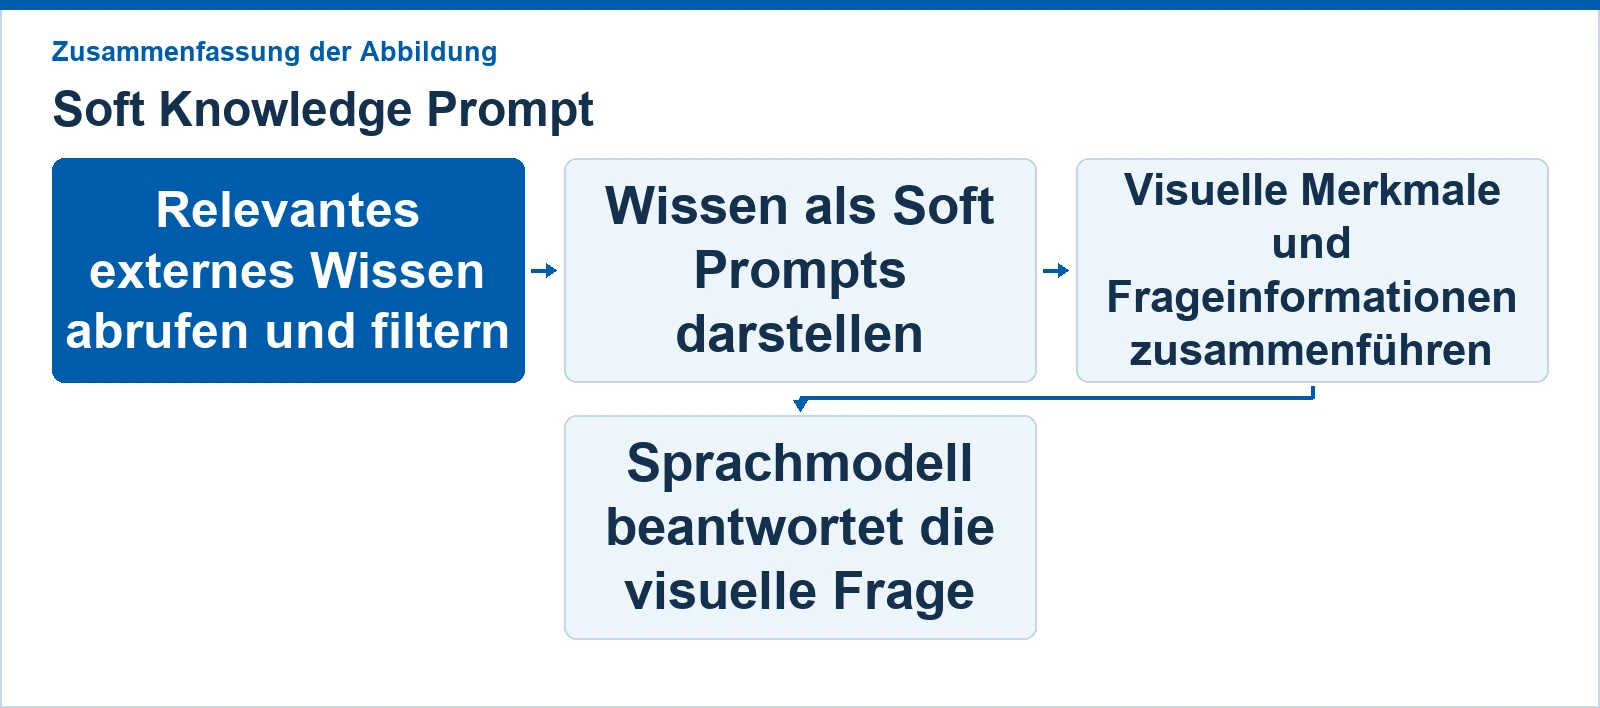 Zusammenfassung der Abbildung
Soft Knowledge Prompt
Relevantes
externes Wissen
abrufen und filtern
Wissen als Soft
Prompts
darstellen
Visuelle Merkmale
und
Frageinformationen
zusammenführen
Sprachmodell
beantwortet die
visuelle Frage